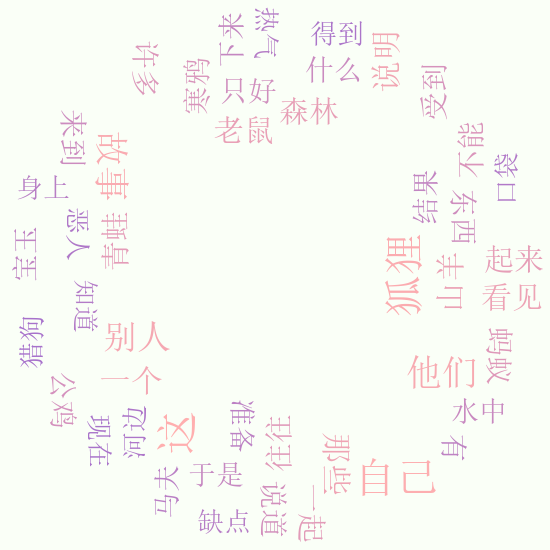 热气
下来
得到
许多
寒鸦
什么
说明
只好
受到
森林
老鼠
来到
故事
不能
口袋
身上
结果
东西
恶人
青蛙
狐狸
山羊
起来
宝玉
看见
知道
猎狗
别人
蚂蚁
一个
他们
公鸡
水中
准备
现在
河边
这
往往
有
那些
自己
马夫
于是
说道
一起
缺点